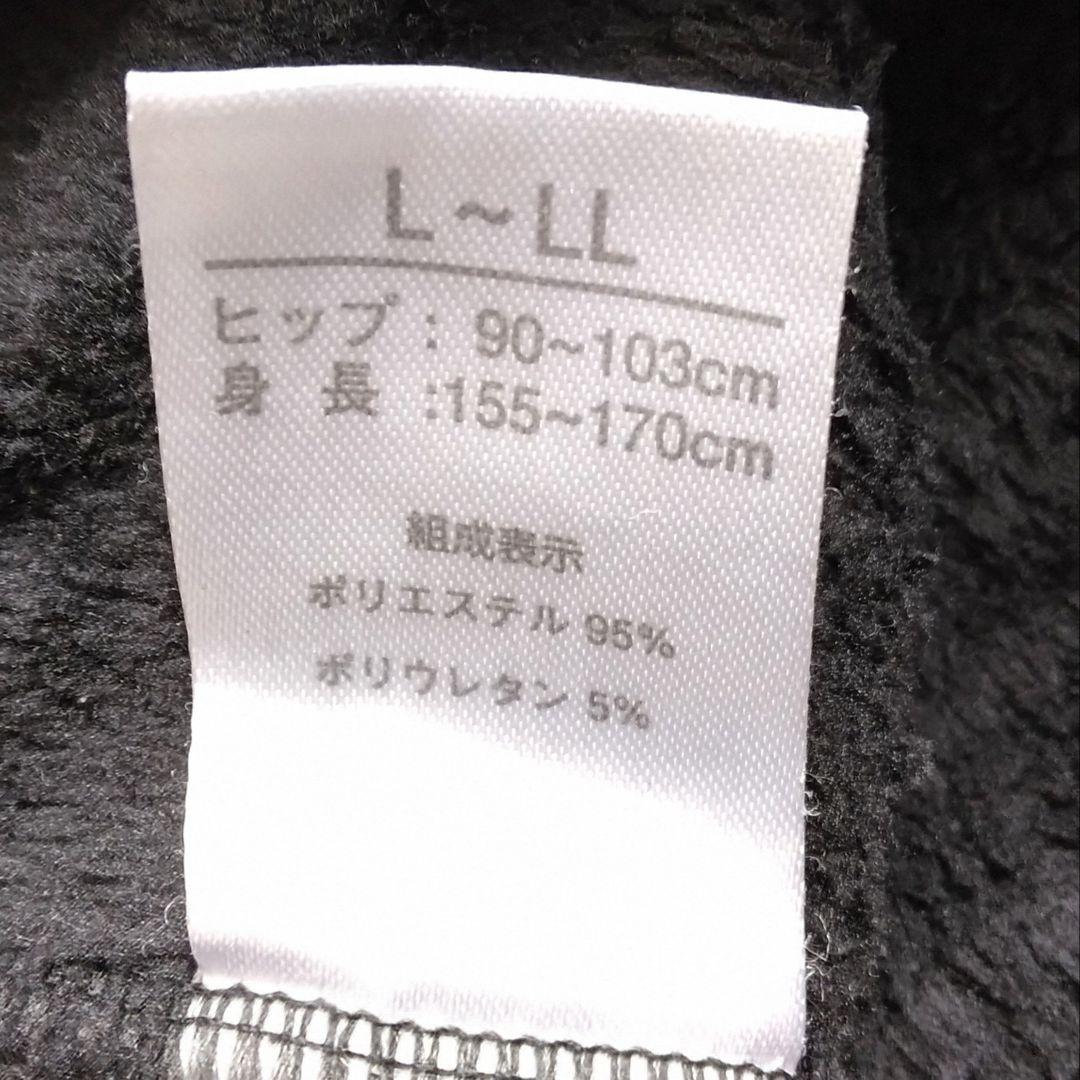 L～LL
ヒップ : 90~103cm
身 長 :155~170cm
組成表示
ポリエステル 95%
ポリウレタン 5%